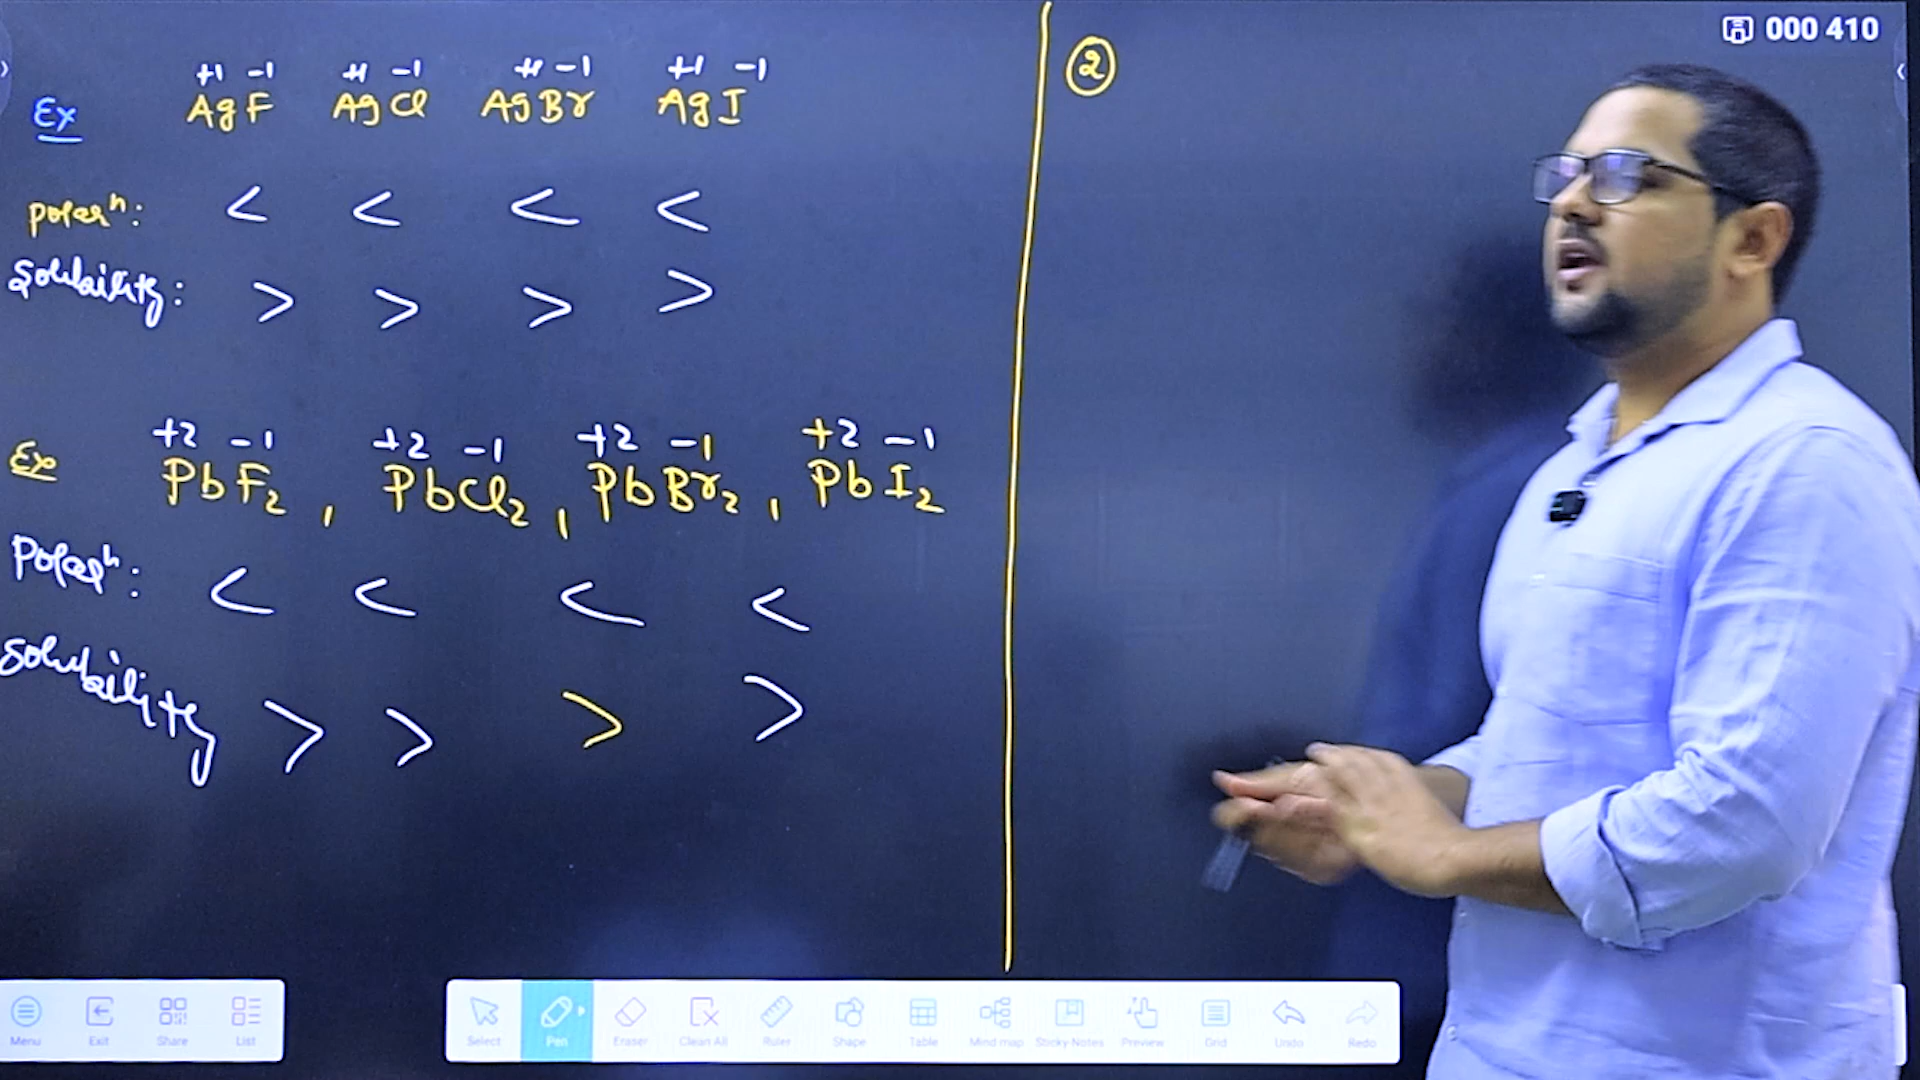 000 410
Ex
+1 -1 +1 -1 +1 -1 +1 -1
AgF AgCl AgBr AgI
Polarⁿ: < < < <
Solubility: > > > >
Ex
+2 -1 +2 -1 +2 -1 +2 -1
PbF₂ , PbCl₂ , PbBr₂ , PbI₂
Polarⁿ: < < < <
Solubility > > > >
②
Menu Exit Share List
Select Pen Eraser Clean All Ruler Shape Table Mind map Sticky Notes Preview Grid Undo Redo